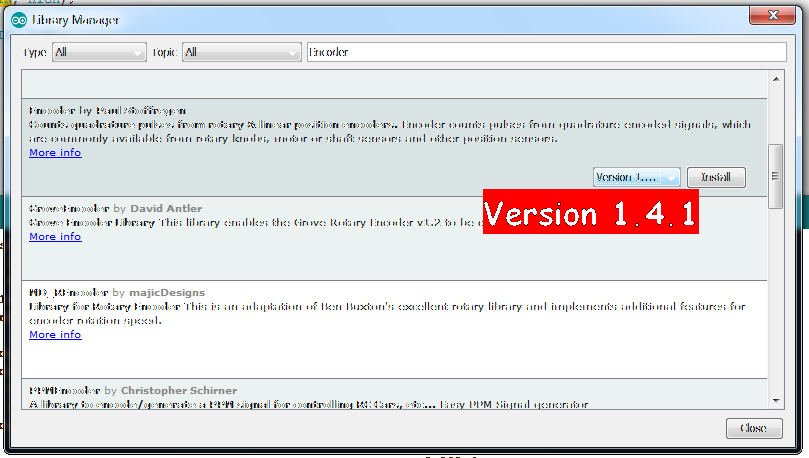 Library Manager
Type All Topic All Encoder
Encoder by Paul Stoffregen
Counts quadrature pulses from rotary & linear position encoders. Encoder counts pulses from quadrature encoded signals, which
are commonly available from rotary knobs, motor or shaft sensors and other position sensors.
More info
Version 1.... Install
Version 1.4.1
GroveEncoder by David Antler
Grove Encoder Library This library enables the Grove Rotary Encoder v1.2 to be
More info
MD_REncoder by majicDesigns
Library for Rotary Encoder This is an adaptation of Ben Buxton's excellent rotary library and implements additional features for
encoder rotation speed.
More info
PPMEncoder by Christopher Schirner
A library to encode/generate a PPM signal for controlling RC Cars, etc... Easy PPM Signal generator
Close